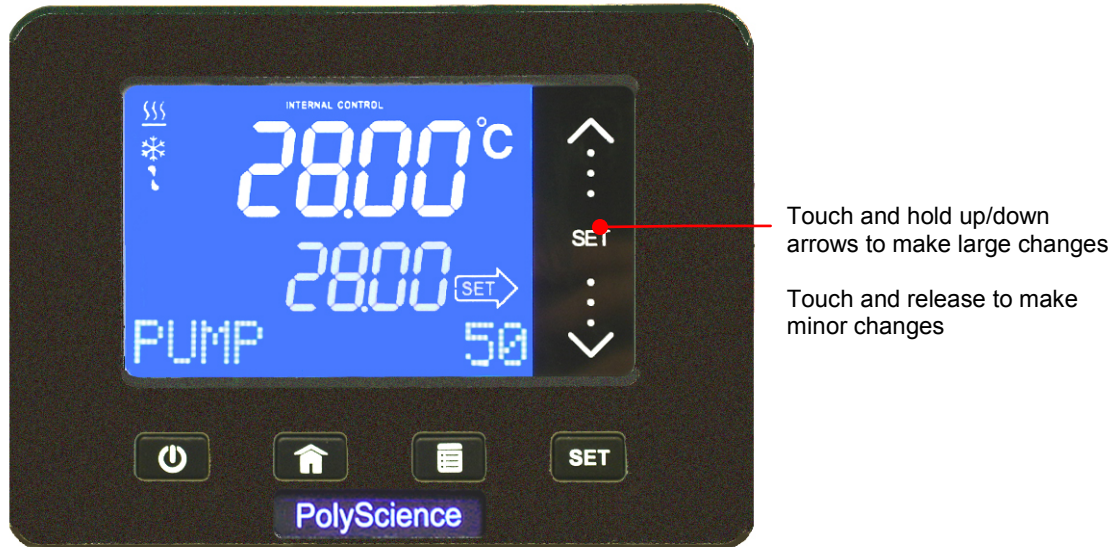 INTERNAL CONTROL
28.00°C
SET
28.00 SET
PUMP 50
SET
PolyScience
Touch and hold up/down
arrows to make large changes
Touch and release to make
minor changes